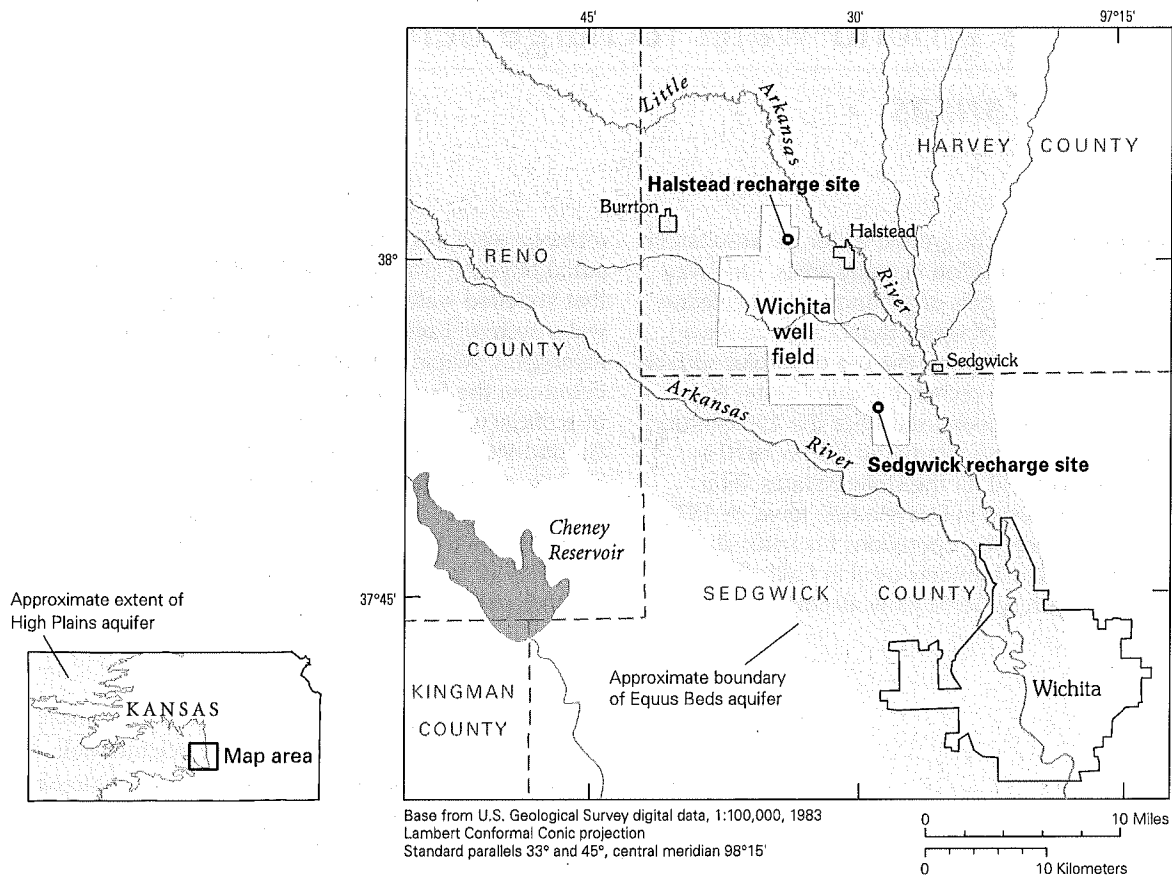 45'
30'
97°15'
Little
Arkansas
River
HARVEY COUNTY
Halstead recharge site
Burrton
Halstead
38°
RENO
COUNTY
Wichita
well
field
Sedgwick
Arkansas
River
Sedgwick recharge site
Cheney
Reservoir
37°45'
SEDGWICK COUNTY
Approximate extent of
High Plains aquifer
Approximate boundary
of Equus Beds aquifer
Wichita
KINGMAN
COUNTY
KANSAS
Map area
Base from U.S. Geological Survey digital data, 1:100,000, 1983
Lambert Conformal Conic projection
Standard parallels 33° and 45°, central meridian 98°15'
0 10 Miles
0 10 Kilometers